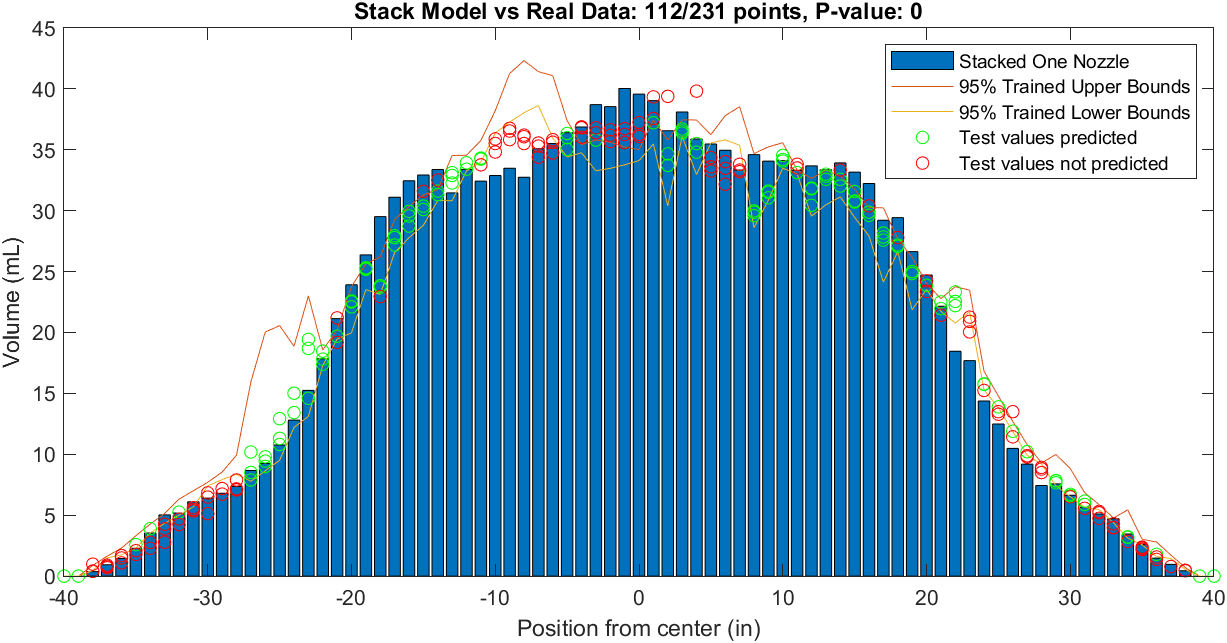 Stack Model vs Real Data: 112/231 points, P-value: 0
45
40
35
30
25
20
15
10
5
0
Volume (mL)
Stacked One Nozzle
95% Trained Upper Bounds
95% Trained Lower Bounds
Test values predicted
Test values not predicted
-40 -30 -20 -10 0 10 20 30 40
Position from center (in)